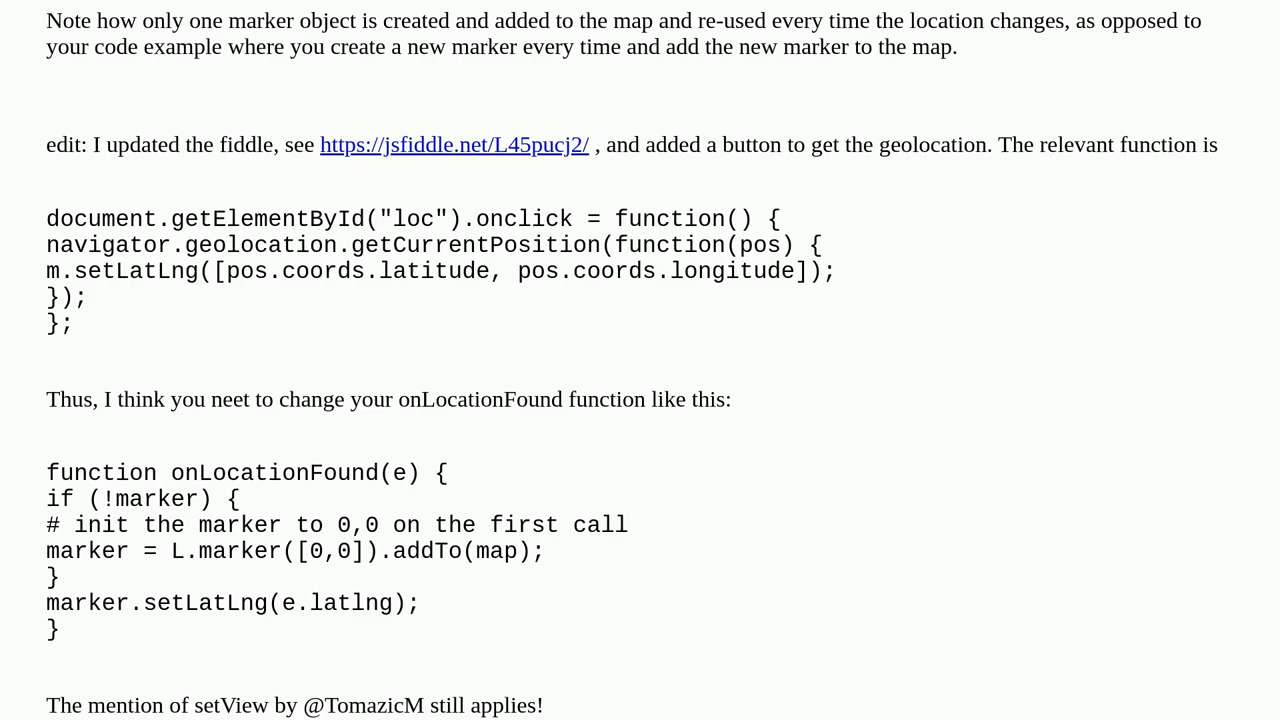 Note how only one marker object is created and added to the map and re-used every time the location changes, as opposed to
your code example where you create a new marker every time and add the new marker to the map.
edit: I updated the fiddle, see https://jsfiddle.net/L45pucj2/ , and added a button to get the geolocation. The relevant function is
document.getElementById("loc").onclick = function() {
navigator.geolocation.getCurrentPosition(function(pos) {
m.setLatLng([pos.coords.latitude, pos.coords.longitude]);
});
};
Thus, I think you neet to change your onLocationFound function like this:
function onLocationFound(e) {
if (!marker) {
# init the marker to 0,0 on the first call
marker = L.marker([0,0]).addTo(map);
}
marker.setLatLng(e.latlng);
}
The mention of setView by @TomazicM still applies!